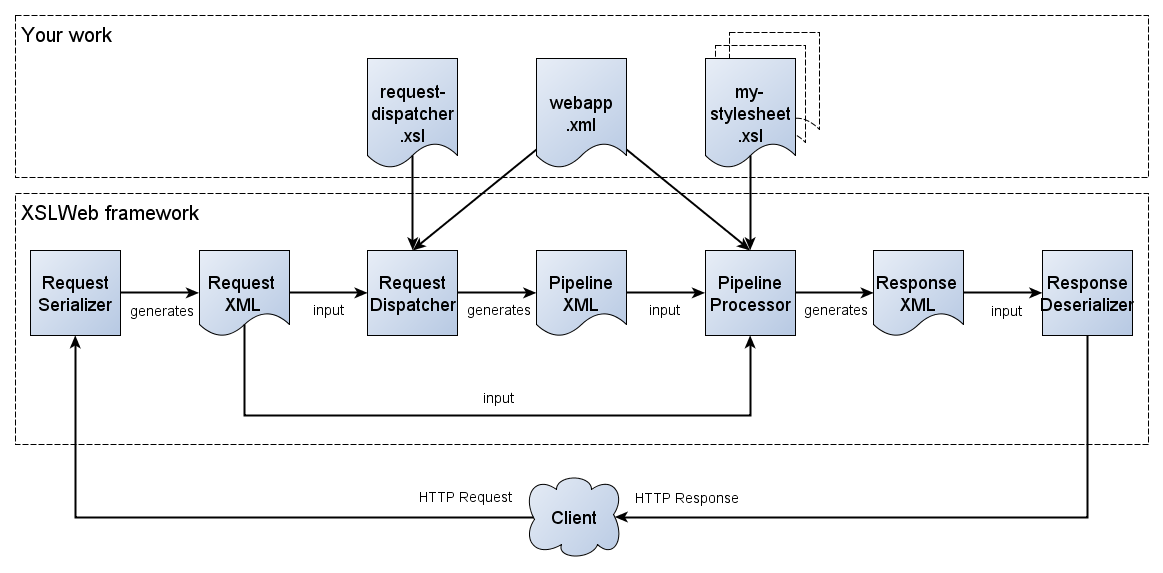 Your work
request-
dispatcher
.xsl
webapp
.xml
my-
stylesheet
.xsl
XSLWeb framework
Request
Serializer
generates
Request
XML
input
Request
Dispatcher
generates
Pipeline
XML
input
Pipeline
Processor
generates
Response
XML
input
Response
Deserializer
input
HTTP Request
Client
HTTP Response